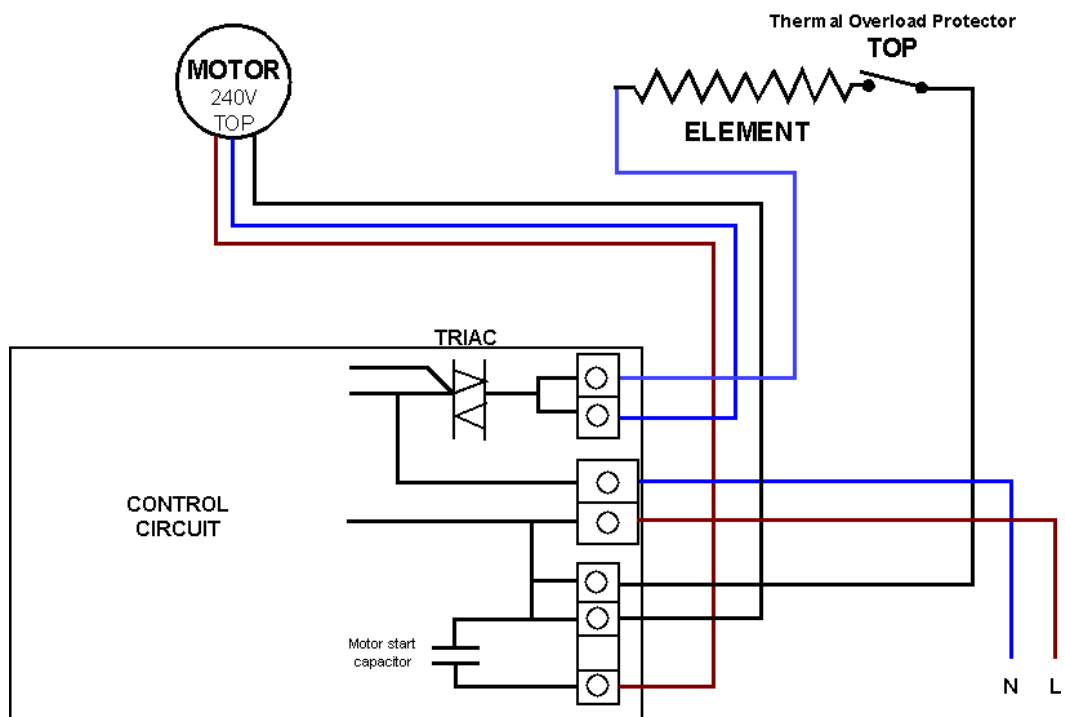 Thermal Overload Protector
TOP
MOTOR
240V
TOP
ELEMENT
TRIAC
CONTROL
CIRCUIT
Motor start
capacitor
N L